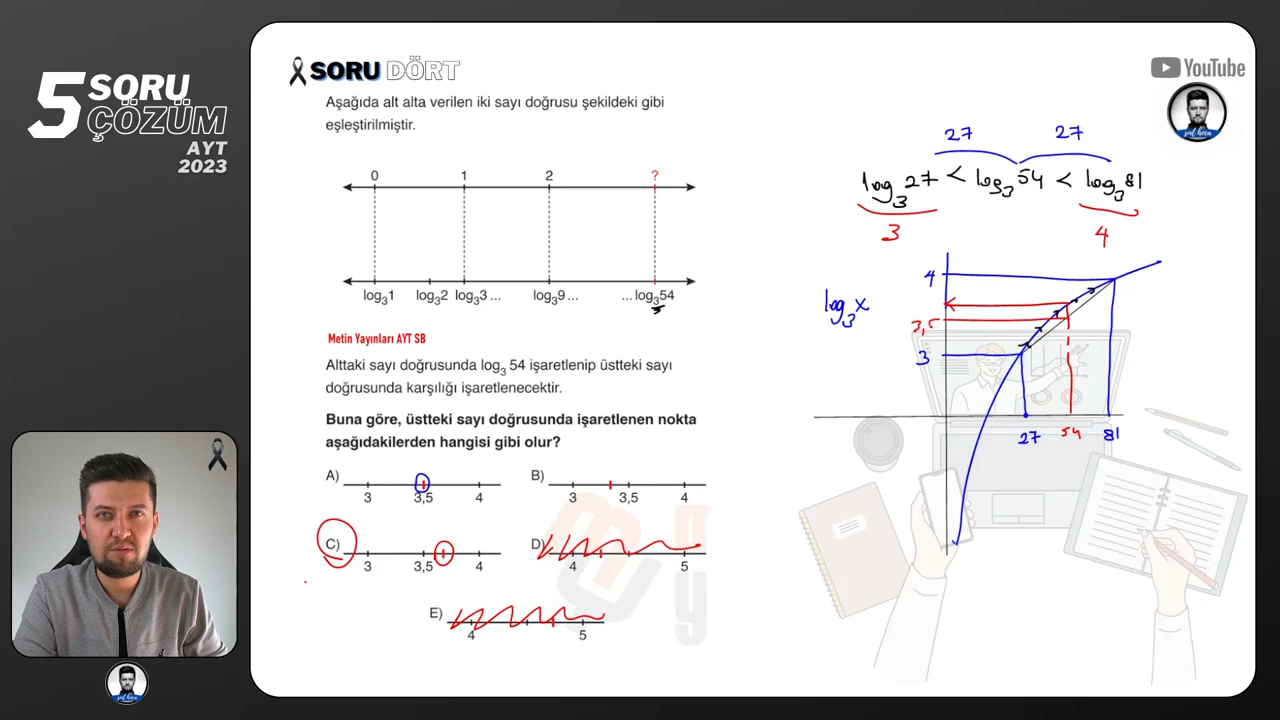 5 SORU
ÇÖZÜM
AYT
2023
SORU DÖRT
YouTube
Aşağıda alt alta verilen iki sayı doğrusu şekildeki gibi
eşleştirilmiştir.
0 1 2 ?
log₃1 log₃2 log₃3 ... log₃9 ... ... log₃54
Metin Yayınları AYT SB
Alttaki sayı doğrusunda log₃ 54 işaretlenip üstteki sayı
doğrusunda karşılığı işaretlenecektir.
Buna göre, üstteki sayı doğrusunda işaretlenen nokta
aşağıdakilerden hangisi gibi olur?
A) 3 3,5 4
B) 3 3,5 4
C) 3 3,5 4
D) 4 5
E) 4 5
27 27
log₃27 < log₃54 < log₃81
3 4
log₃x
4
3,5
3
27 54 81